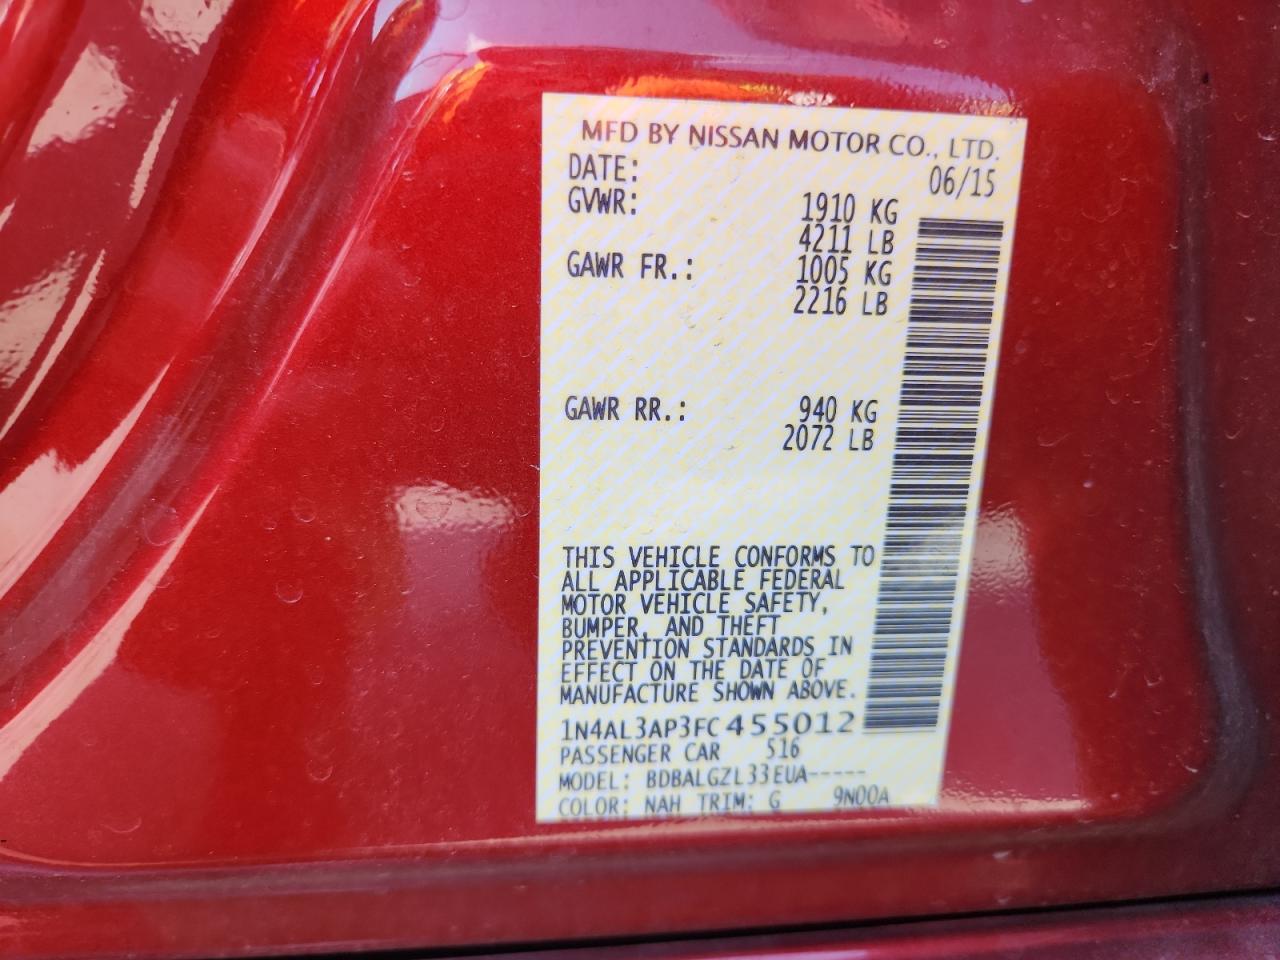 MFD BY NISSAN MOTOR CO., LTD.
DATE: 06/15
GVWR: 1910 KG
4211 LB
GAWR FR.: 1005 KG
2216 LB
GAWR RR.: 940 KG
2072 LB
THIS VEHICLE CONFORMS TO
ALL APPLICABLE FEDERAL
MOTOR VEHICLE SAFETY,
BUMPER, AND THEFT
PREVENTION STANDARDS IN
EFFECT ON THE DATE OF
MANUFACTURE SHOWN ABOVE.
1N4AL3AP3FC455012
PASSENGER CAR 516
MODEL: BDBALGZL33EUA-----
COLOR: NAH TRIM: G 9N00A